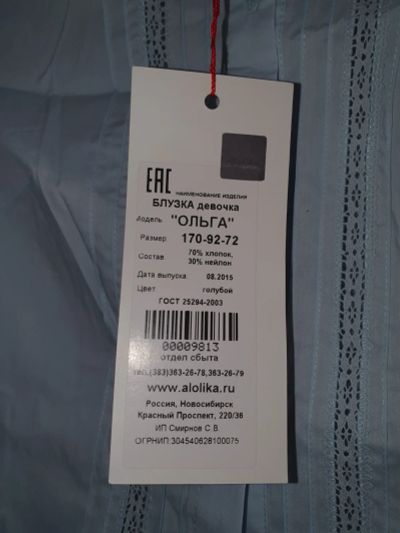 EAC
НАИМЕНОВАНИЕ ИЗДЕЛИЯ
БЛУЗКА девочка
Модель "ОЛЬГА"
Размер 170-92-72
Состав 70% хлопок,
30% нейлон
Дата выпуска 08.2015
Цвет голубой
ГОСТ 25294-2003
00009813
отдел сбыта
тел.(383)363-26-78,363-26-79
www.alolika.ru
Россия, Новосибирск
Красный Проспект, 220/36
ИП Смирнов С.В.
ОГРНИП:304540628100075